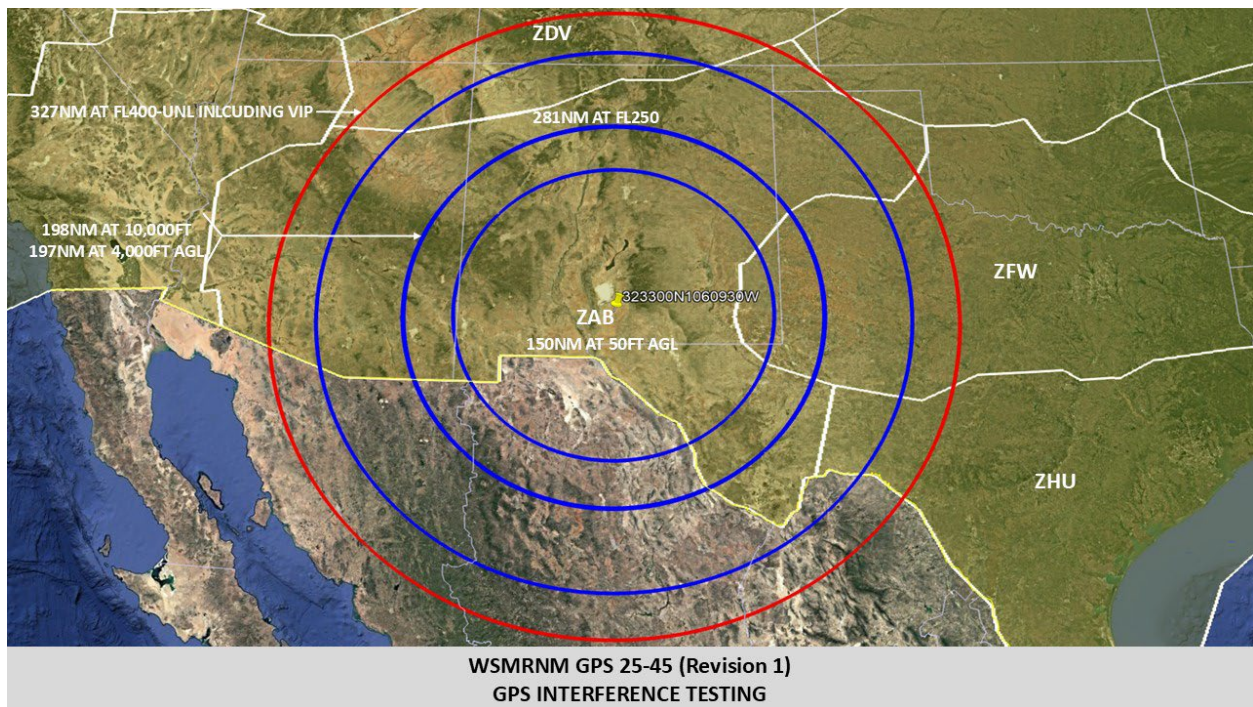 ZDV
327NM AT FL400-UNL INLCUDING VIP
281NM AT FL250
198NM AT 10,000FT
197NM AT 4,000FT AGL
ZFW
323300N1060930W
ZAB
150NM AT 50FT AGL
ZHU
WSMRNM GPS 25-45 (Revision 1)
GPS INTERFERENCE TESTING